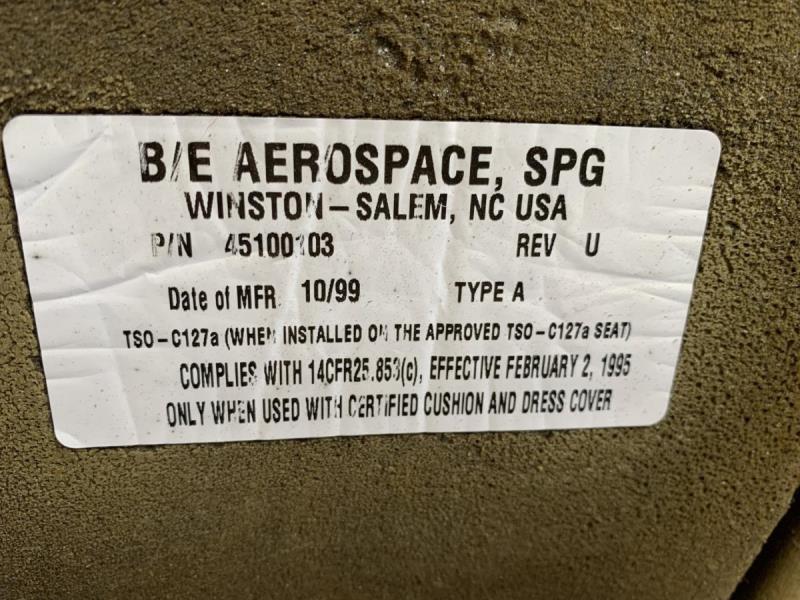 B/E AEROSPACE, SPG
WINSTON-SALEM, NC USA
P/N 45100103 REV U
Date of MFR 10/99 TYPE A
TSO-C127a (WHEN INSTALLED ON THE APPROVED TSO-C127a SEAT)
COMPLIES WITH 14CFR25.853(c), EFFECTIVE FEBRUARY 2, 1995
ONLY WHEN USED WITH CERTIFIED CUSHION AND DRESS COVER